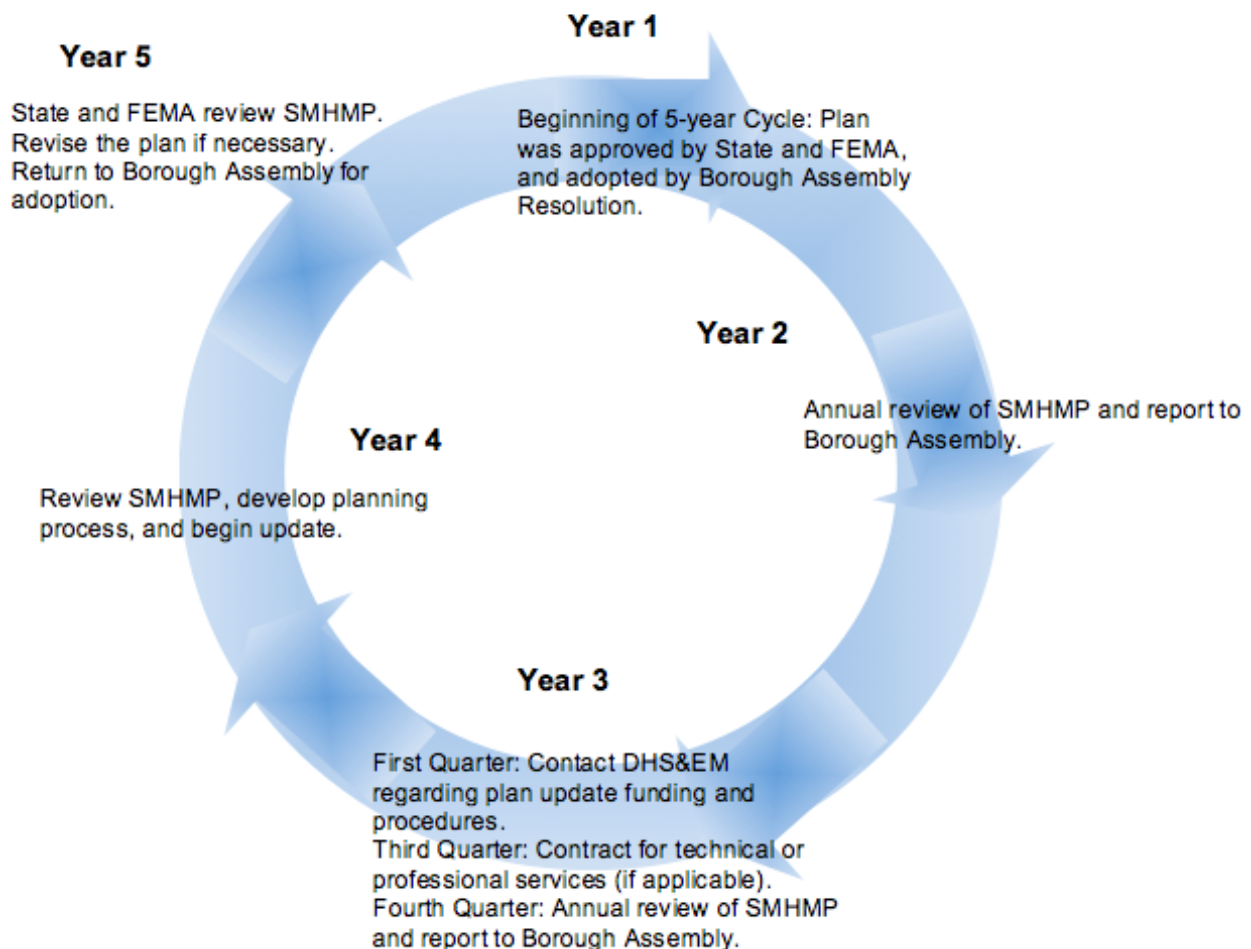 Year 1
Beginning of 5-year Cycle: Plan
was approved by State and FEMA,
and adopted by Borough Assembly
Resolution.
Year 2
Annual review of SMHMP and report to
Borough Assembly.
Year 3
First Quarter: Contact DHS&EM
regarding plan update funding and
procedures.
Third Quarter: Contract for technical or
professional services (if applicable).
Fourth Quarter: Annual review of SMHMP
and report to Borough Assembly.
Year 4
Review SMHMP, develop planning
process, and begin update.
Year 5
State and FEMA review SMHMP.
Revise the plan if necessary.
Return to Borough Assembly for
adoption.